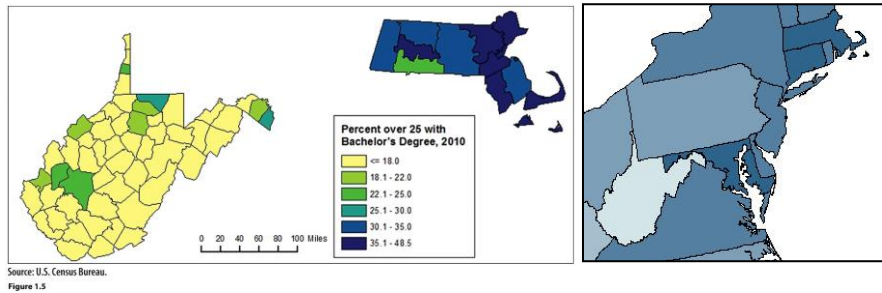 Percent over 25 with
Bachelor's Degree, 2010
<= 18.0
18.1 - 22.0
22.1 - 25.0
25.1 - 30.0
30.1 - 35.0
35.1 - 48.5
0 20 40 60 80 100 Miles
Source: U.S. Census Bureau.
Figure 1.5